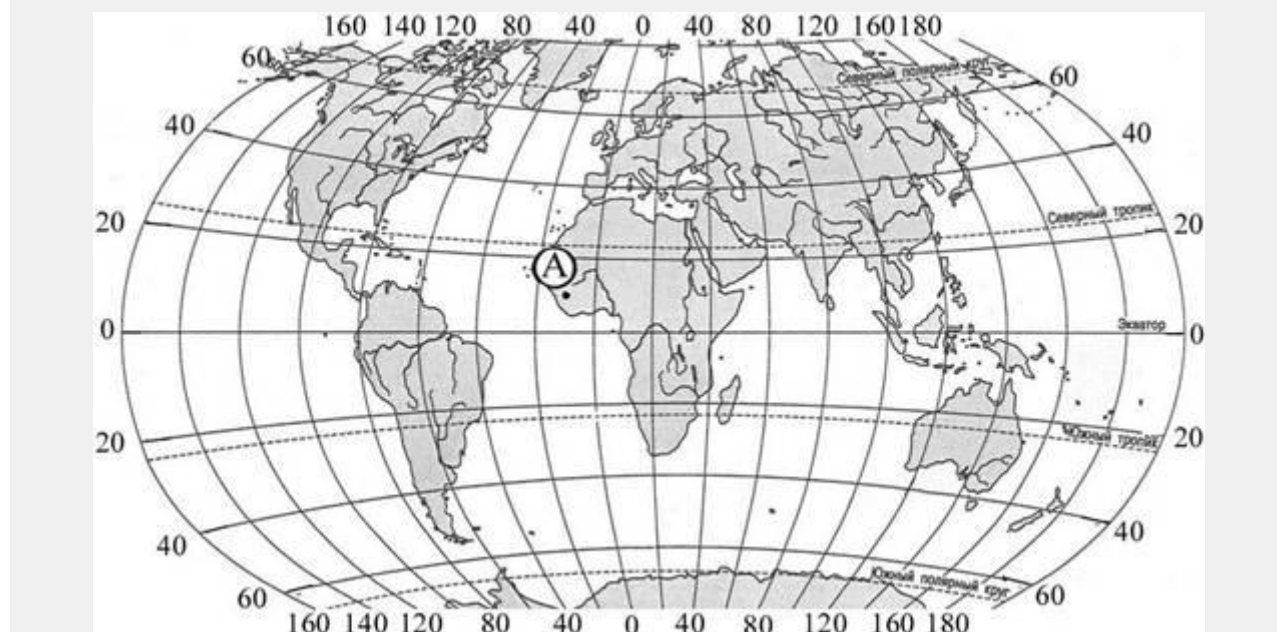 160 140 120 80 40 0 40 80 120 160 180
60 Северный полярный круг 60
40 40
20 Северный тропик 20
А
0 Экватор 0
20 Южный тропик 20
40 40
60 Южный полярный круг 60
160 140 120 80 40 0 40 80 120 160 180